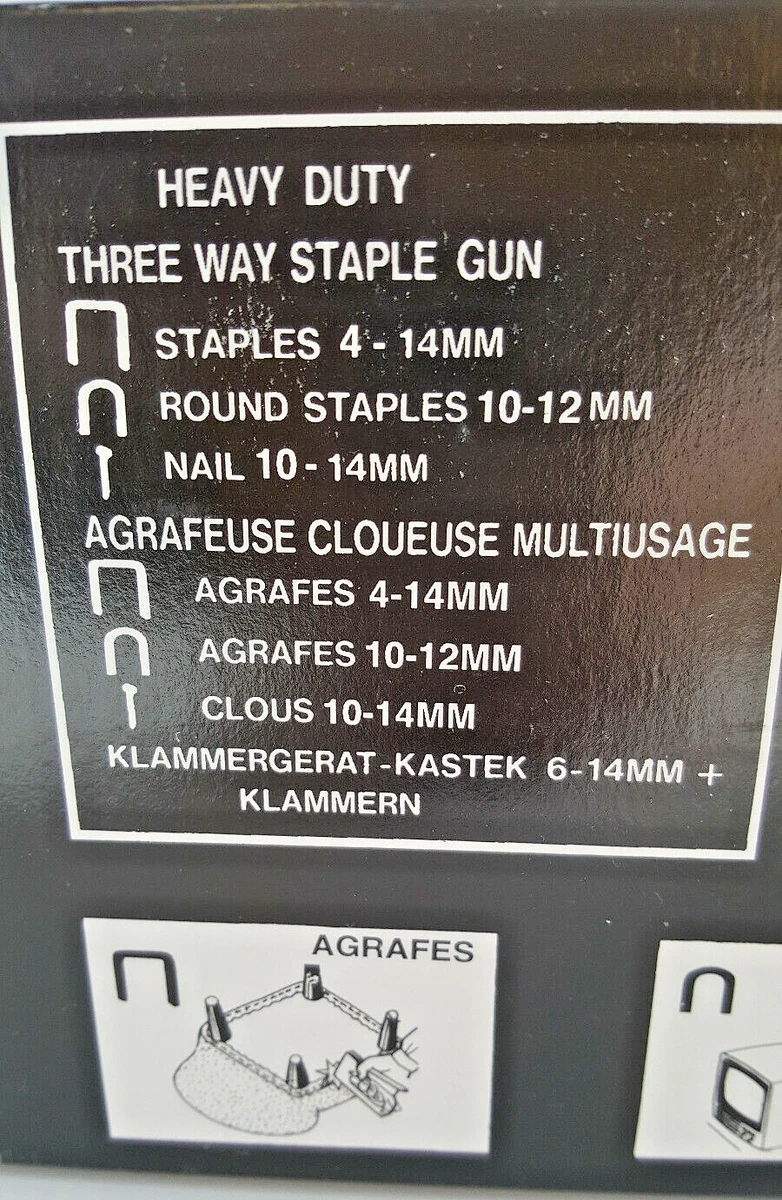 HEAVY DUTY
THREE WAY STAPLE GUN
STAPLES 4 - 14MM
ROUND STAPLES 10-12 MM
NAIL 10 - 14MM
AGRAFEUSE CLOUEUSE MULTIUSAGE
AGRAFES 4-14MM
AGRAFES 10-12MM
CLOUS 10-14MM
KLAMMERGERAT-KASTEK 6-14MM +
KLAMMERN
AGRAFES